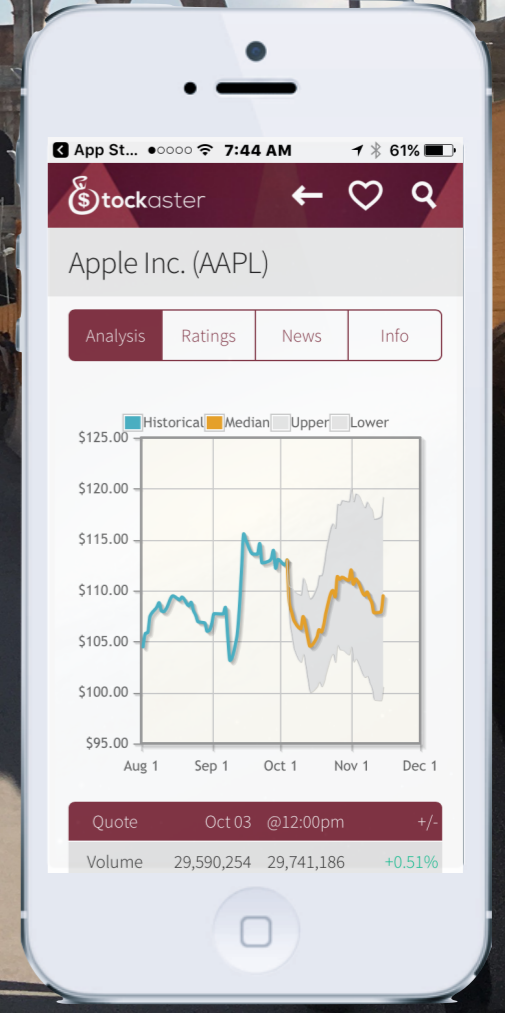 App St... 7:44 AM 61%
Stockaster
Apple Inc. (AAPL)
Analysis Ratings News Info
Historical Median Upper Lower
$125.00
$120.00
$115.00
$110.00
$105.00
$100.00
$95.00
Aug 1 Sep 1 Oct 1 Nov 1 Dec 1
Quote Oct 03 @12:00pm +/-
Volume 29,590,254 29,741,186 +0.51%